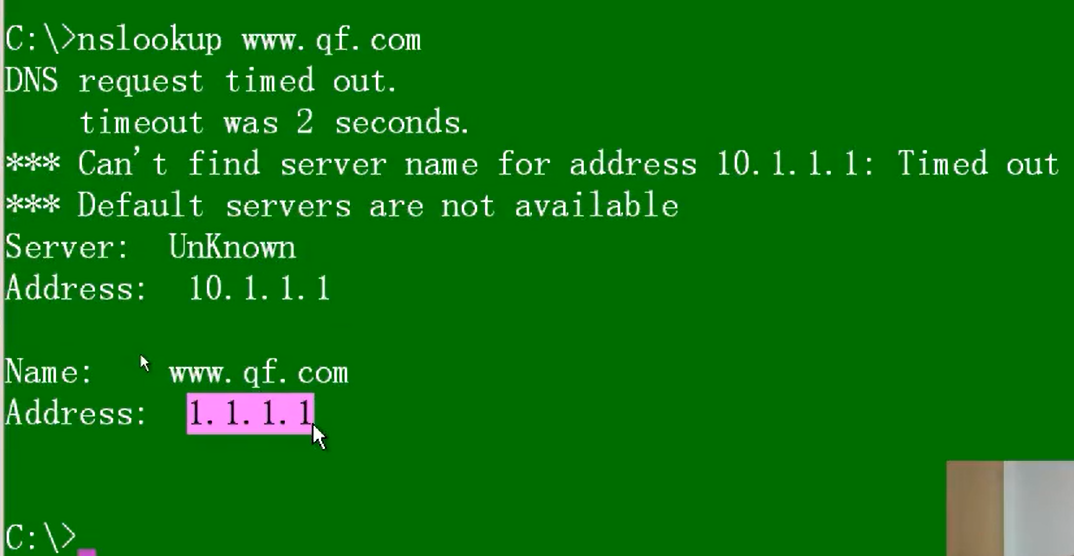 C:\>nslookup www.qf.com
DNS request timed out.
    timeout was 2 seconds.
*** Can't find server name for address 10.1.1.1: Timed out
*** Default servers are not available
Server:  UnKnown
Address:  10.1.1.1

Name:    www.qf.com
Address:  1.1.1.1

C:\>